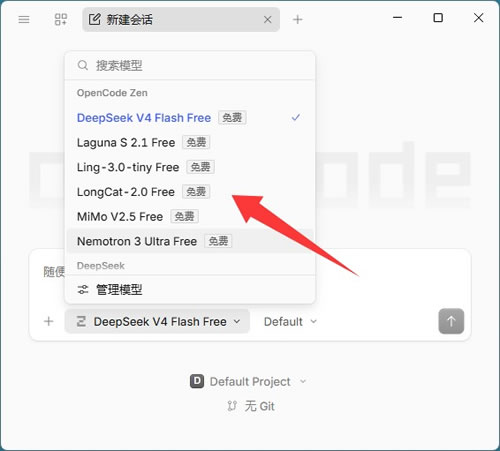 新建会话
搜索模型
OpenCode Zen
DeepSeek V4 Flash Free 免费
Laguna S 2.1 Free 免费
Ling-3.0-tiny Free 免费
LongCat-2.0 Free 免费
MiMo V2.5 Free 免费
Nemotron 3 Ultra Free 免费
DeepSeek
管理模型
随便
DeepSeek V4 Flash Free
Default
D Default Project
无 Git